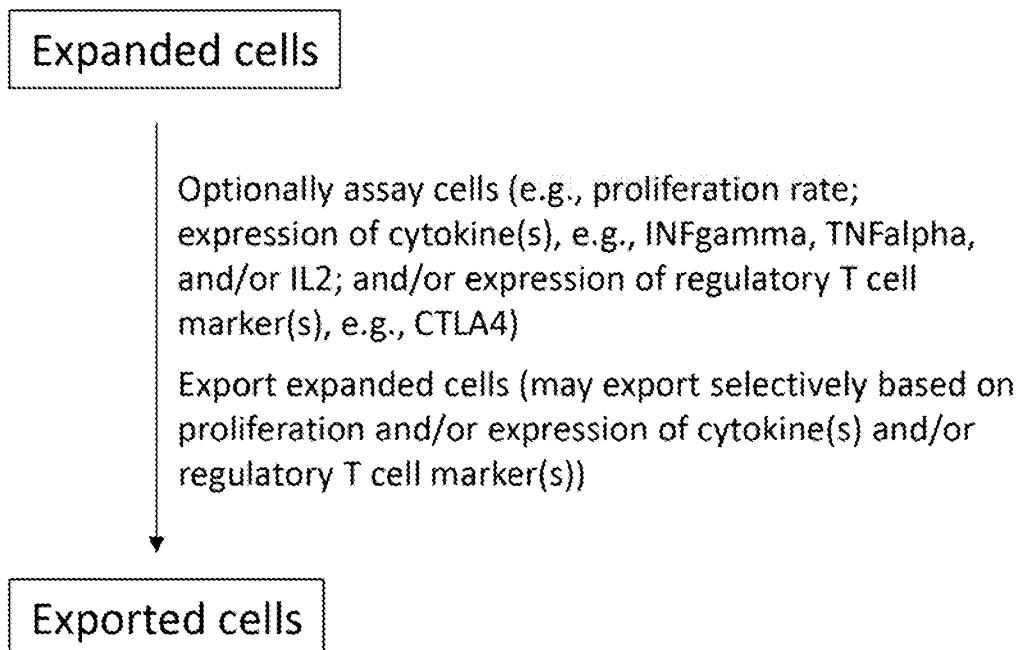 Expanded cells
Optionally assay cells (e.g., proliferation rate;
expression of cytokine(s), e.g., INFgamma, TNFalpha,
and/or IL2; and/or expression of regulatory T cell
marker(s), e.g., CTLA4)
Export expanded cells (may export selectively based on
proliferation and/or expression of cytokine(s) and/or
regulatory T cell marker(s))
Exported cells